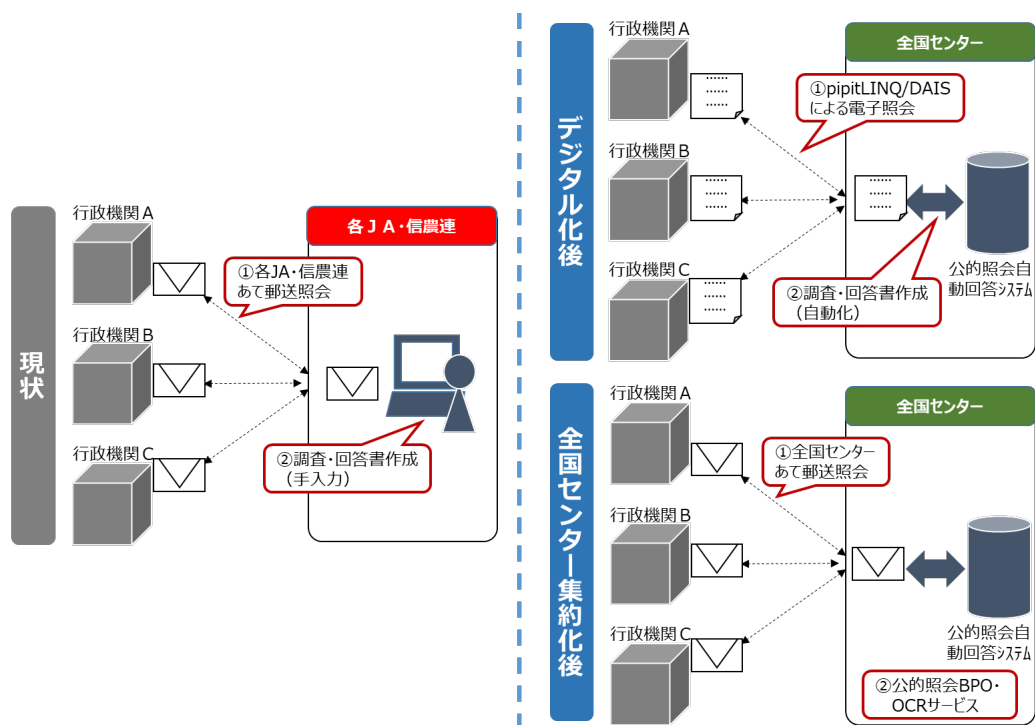 現状
行政機関A
行政機関B
行政機関C
各ＪＡ・信農連
①各JA・信農連
あて郵送照会
②調査・回答書作成
（手入力）
デジタル化後
行政機関A
行政機関B
行政機関C
全国センター
①pipitLINQ/DAIS
による電子照会
②調査・回答書作成
（自動化）
公的照会自
動回答システム
全国センター集約化後
行政機関A
行政機関B
行政機関C
全国センター
①全国センター
あて郵送照会
公的照会自
動回答システム
②公的照会BPO・
OCRサービス